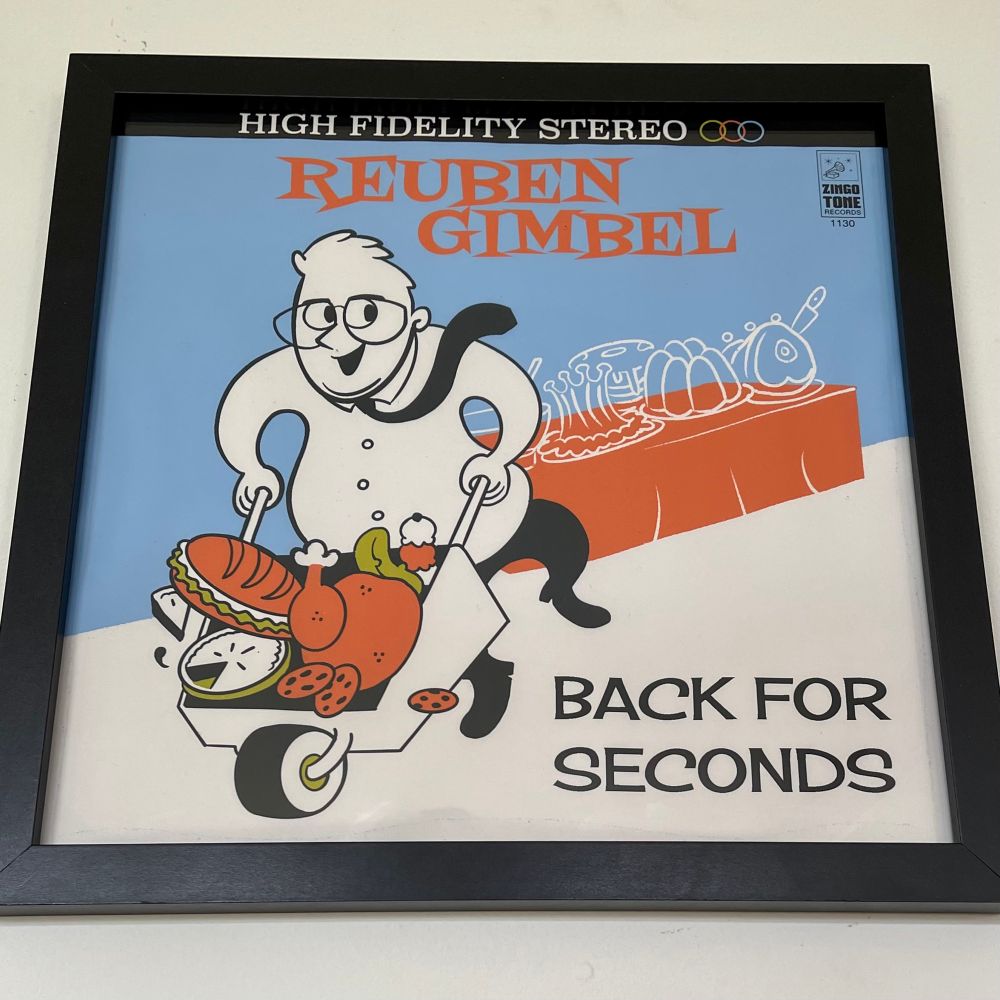 HIGH FIDELITY STEREO
REUBEN
GIMBEL
ZINGO
TONE
RECORDS
1130
BACK FOR
SECONDS